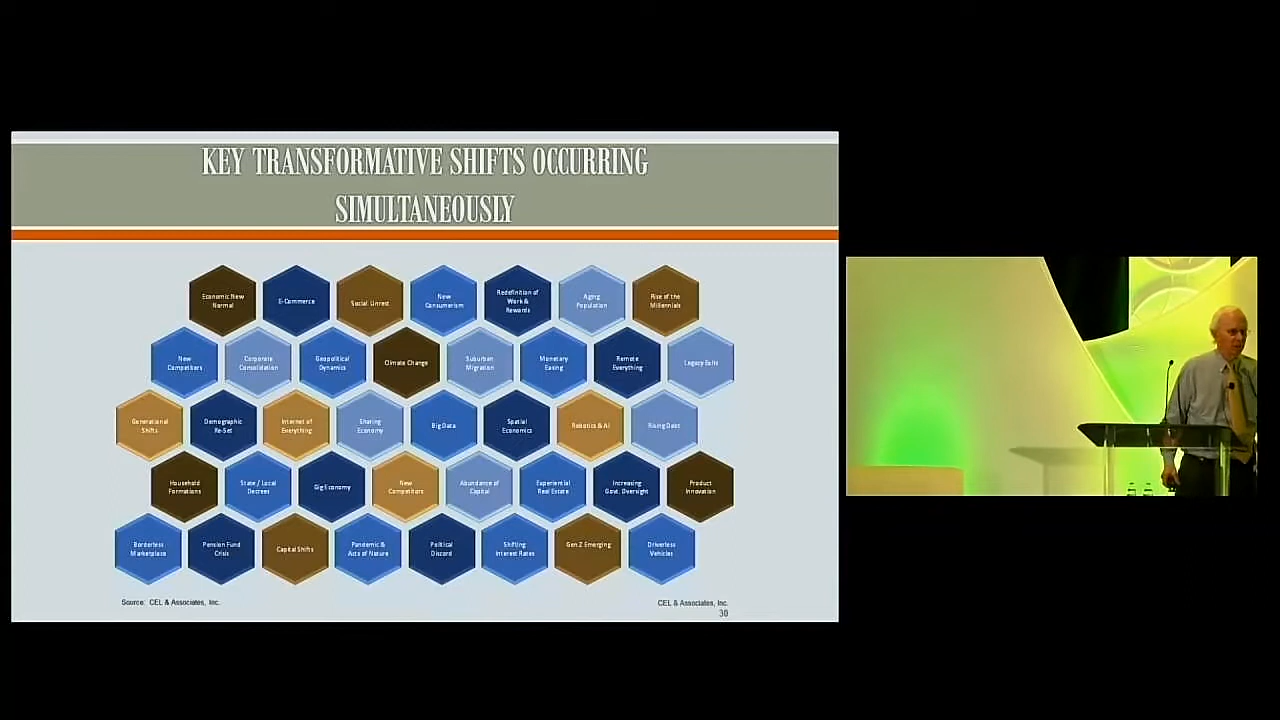 KEY TRANSFORMATIVE SHIFTS OCCURRING
SIMULTANEOUSLY
Economic New
Normal
E-Commerce
Social Unrest
New
Consumerism
Redefinition of
Work &
Rewards
Aging
Population
Rise of the
Millennials
New
Competitors
Corporate
Consolidation
Geopolitical
Dynamics
Climate Change
Suburban
Migration
Monetary
Easing
Remote
Everything
Legacy Exits
Generational
Shifts
Demographic
Re-Set
Internet of
Everything
Sharing
Economy
Big Data
Spatial
Economics
Robotics & AI
Rising Debt
Household
Formations
State / Local
Decrees
Gig Economy
New
Competitors
Abundance of
Capital
Experiential
Real Estate
Increasing
Govt. Oversight
Product
Innovation
Borderless
Marketplace
Pension Fund
Crisis
Capital Shifts
Pandemic &
Acts of Nature
Political
Discord
Shifting
Interest Rates
Gen Z Emerging
Driverless
Vehicles
Source: CEL & Associates, Inc.
CEL & Associates, Inc.
30